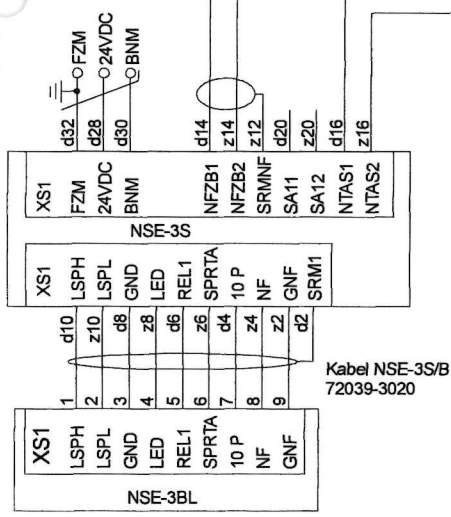 FZM 24VDC BNM
d32 d28 d30 d14 z14 z12 d20 z20 d16 z16
XS1 FZM 24VDC BNM NFZB1 NFZB2 SRMNF SA11 SA12 NTAS1 NTAS2
NSE-3S
XS1 LSPH LSPL GND LED REL1 SPRTA 10 P NF GNF SRM1
d10 z10 d8 z8 d6 z6 d4 z4 z2 d2
Kabel NSE-3S/B
72039-3020
1 2 3 4 5 6 7 8 9
XS1 LSPH LSPL GND LED REL1 SPRTA 10 P NF GNF
NSE-3BL